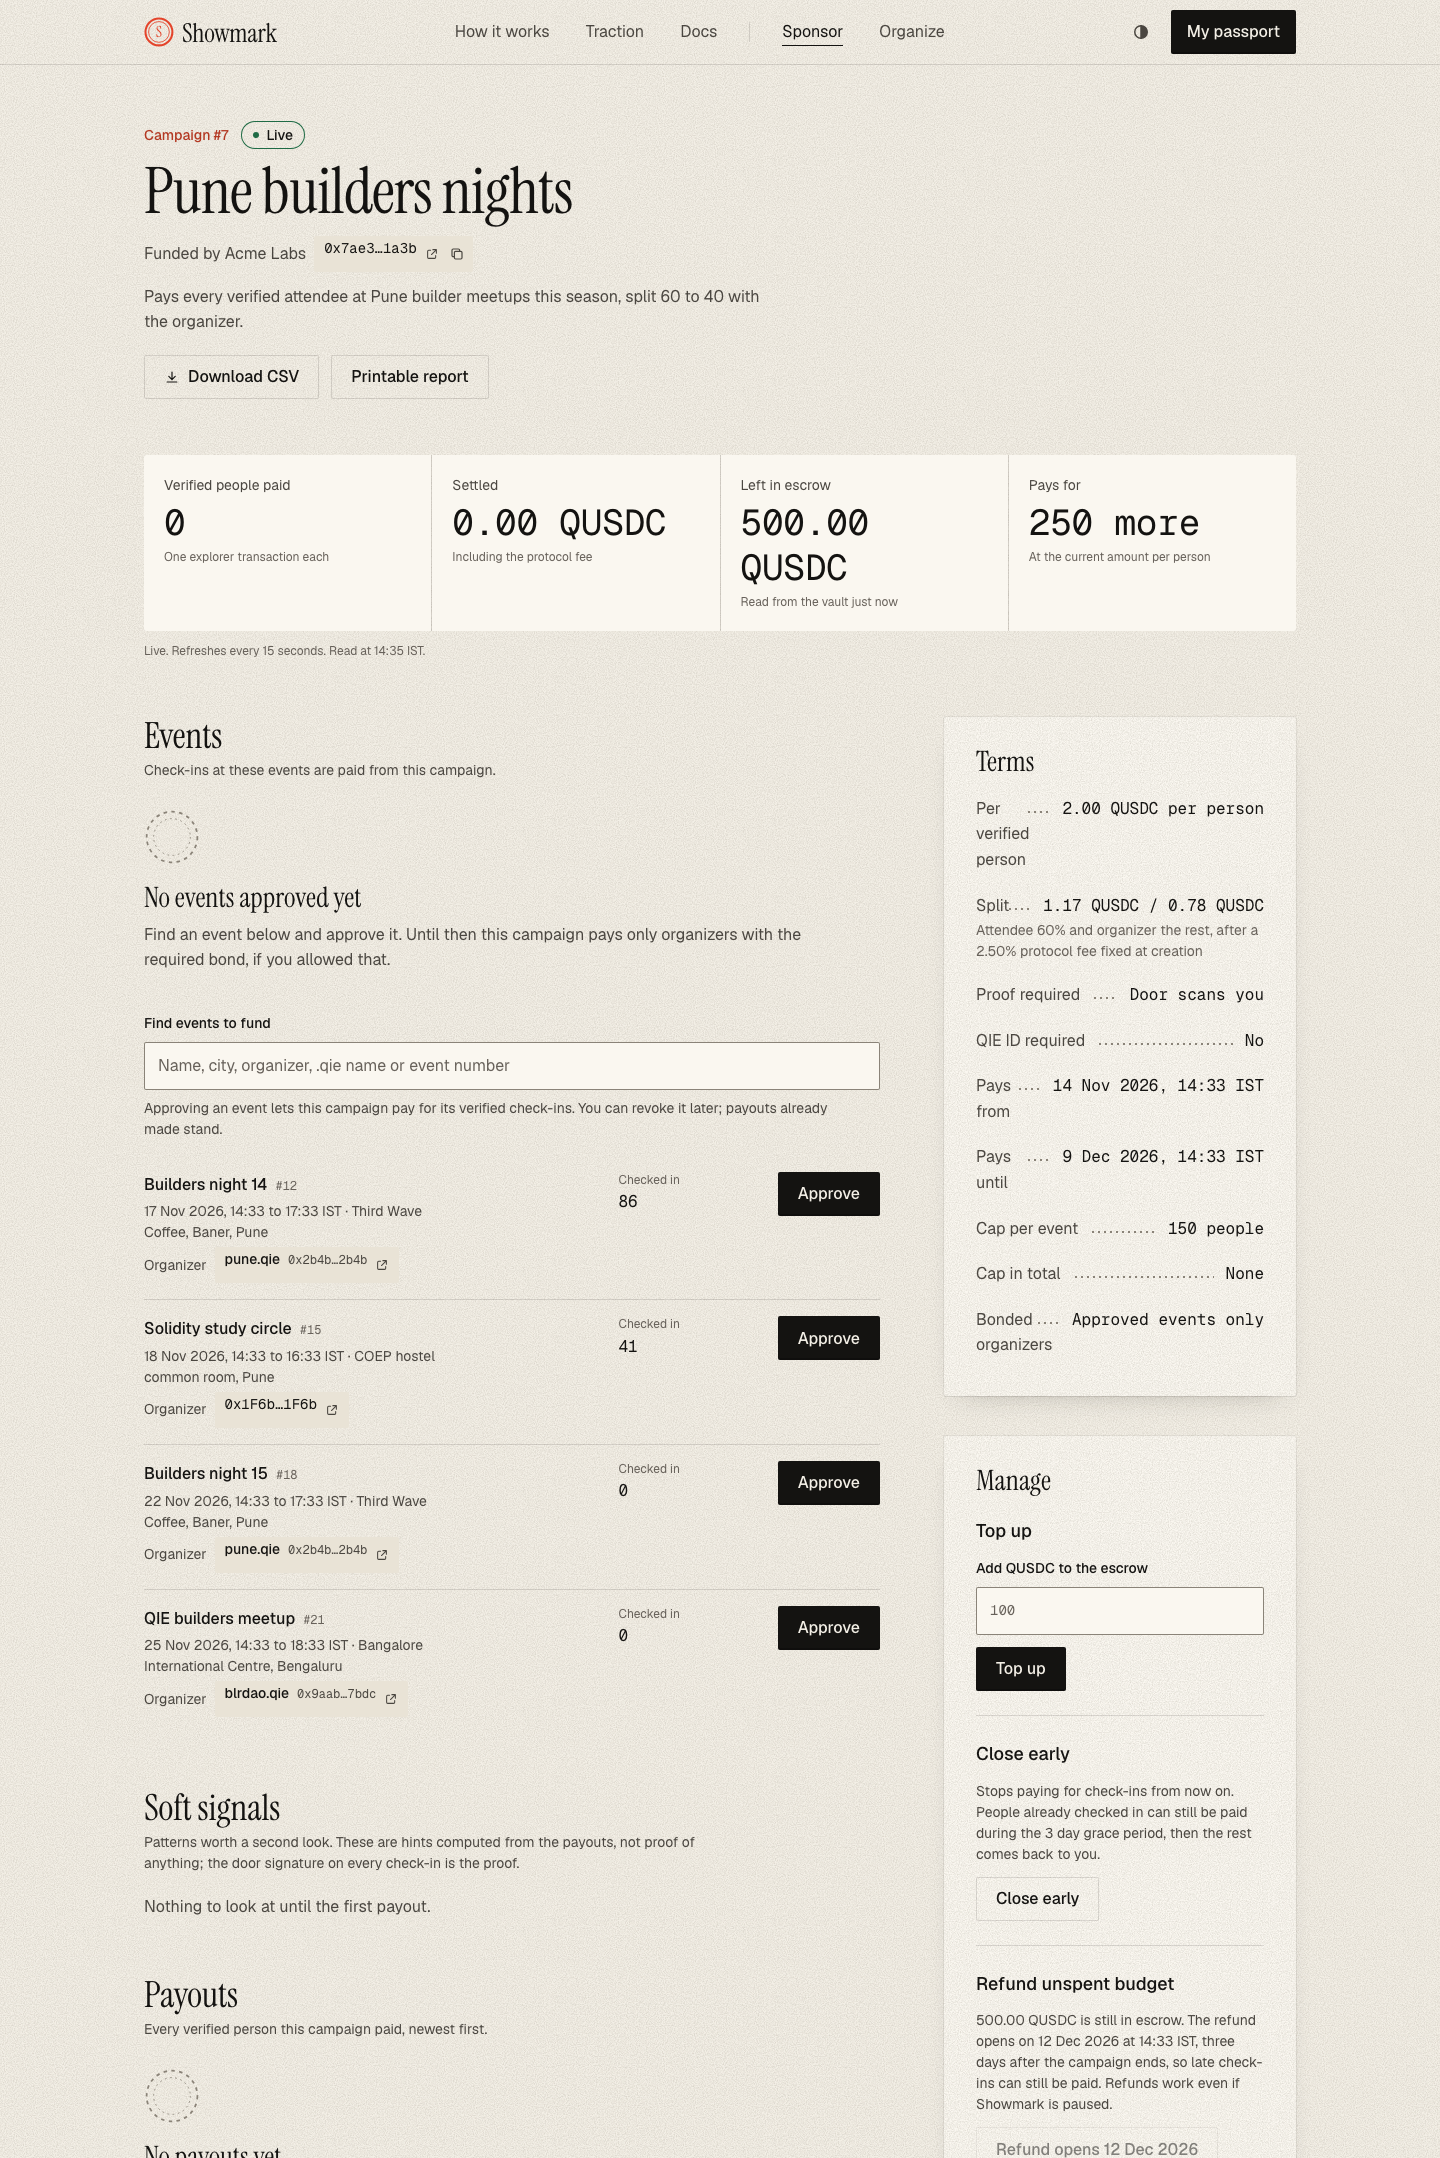 S Showmark
How it works
Traction
Docs
Sponsor
Organize
My passport
Campaign #7
Live
Pune builders nights
Funded by Acme Labs 0x7ae3…1a3b
Pays every verified attendee at Pune builder meetups this season, split 60 to 40 with
the organizer.
Download CSV
Printable report
Verified people paid
0
One explorer transaction each
Settled
0.00 QUSDC
Including the protocol fee
Left in escrow
500.00
QUSDC
Read from the vault just now
Pays for
250 more
At the current amount per person
Live. Refreshes every 15 seconds. Read at 14:35 IST.
Events
Check-ins at these events are paid from this campaign.
No events approved yet
Find an event below and approve it. Until then this campaign pays only organizers with the
required bond, if you allowed that.
Find events to fund
Name, city, organizer, .qie name or event number
Approving an event lets this campaign pay for its verified check-ins. You can revoke it later; payouts already
made stand.
Builders night 14 #12
17 Nov 2026, 14:33 to 17:33 IST · Third Wave
Coffee, Baner, Pune
Organizer pune.qie 0x2b4b…2b4b
Checked in
86
Approve
Solidity study circle #15
18 Nov 2026, 14:33 to 16:33 IST · COEP hostel
common room, Pune
Organizer 0x1F6b…1F6b
Checked in
41
Approve
Builders night 15 #18
22 Nov 2026, 14:33 to 17:33 IST · Third Wave
Coffee, Baner, Pune
Organizer pune.qie 0x2b4b…2b4b
Checked in
0
Approve
QIE builders meetup #21
25 Nov 2026, 14:33 to 18:33 IST · Bangalore
International Centre, Bengaluru
Organizer blrdao.qie 0x9aab…7bdc
Checked in
0
Approve
Soft signals
Patterns worth a second look. These are hints computed from the payouts, not proof of
anything; the door signature on every check-in is the proof.
Nothing to look at until the first payout.
Payouts
Every verified person this campaign paid, newest first.
No payouts yet
Terms
Per .... 2.00 QUSDC per person
verified
person
Split .... 1.17 QUSDC / 0.78 QUSDC
Attendee 60% and organizer the rest, after a
2.50% protocol fee fixed at creation
Proof required .... Door scans you
QIE ID required ....................... No
Pays .... 14 Nov 2026, 14:33 IST
from
Pays .... 9 Dec 2026, 14:33 IST
until
Cap per event ........... 150 people
Cap in total ........................ None
Bonded .... Approved events only
organizers
Manage
Top up
Add QUSDC to the escrow
100
Top up
Close early
Stops paying for check-ins from now on.
People already checked in can still be paid
during the 3 day grace period, then the rest
comes back to you.
Close early
Refund unspent budget
500.00 QUSDC is still in escrow. The refund
opens on 12 Dec 2026 at 14:33 IST, three
days after the campaign ends, so late check-
ins can still be paid. Refunds work even if
Showmark is paused.
Refund opens 12 Dec 2026